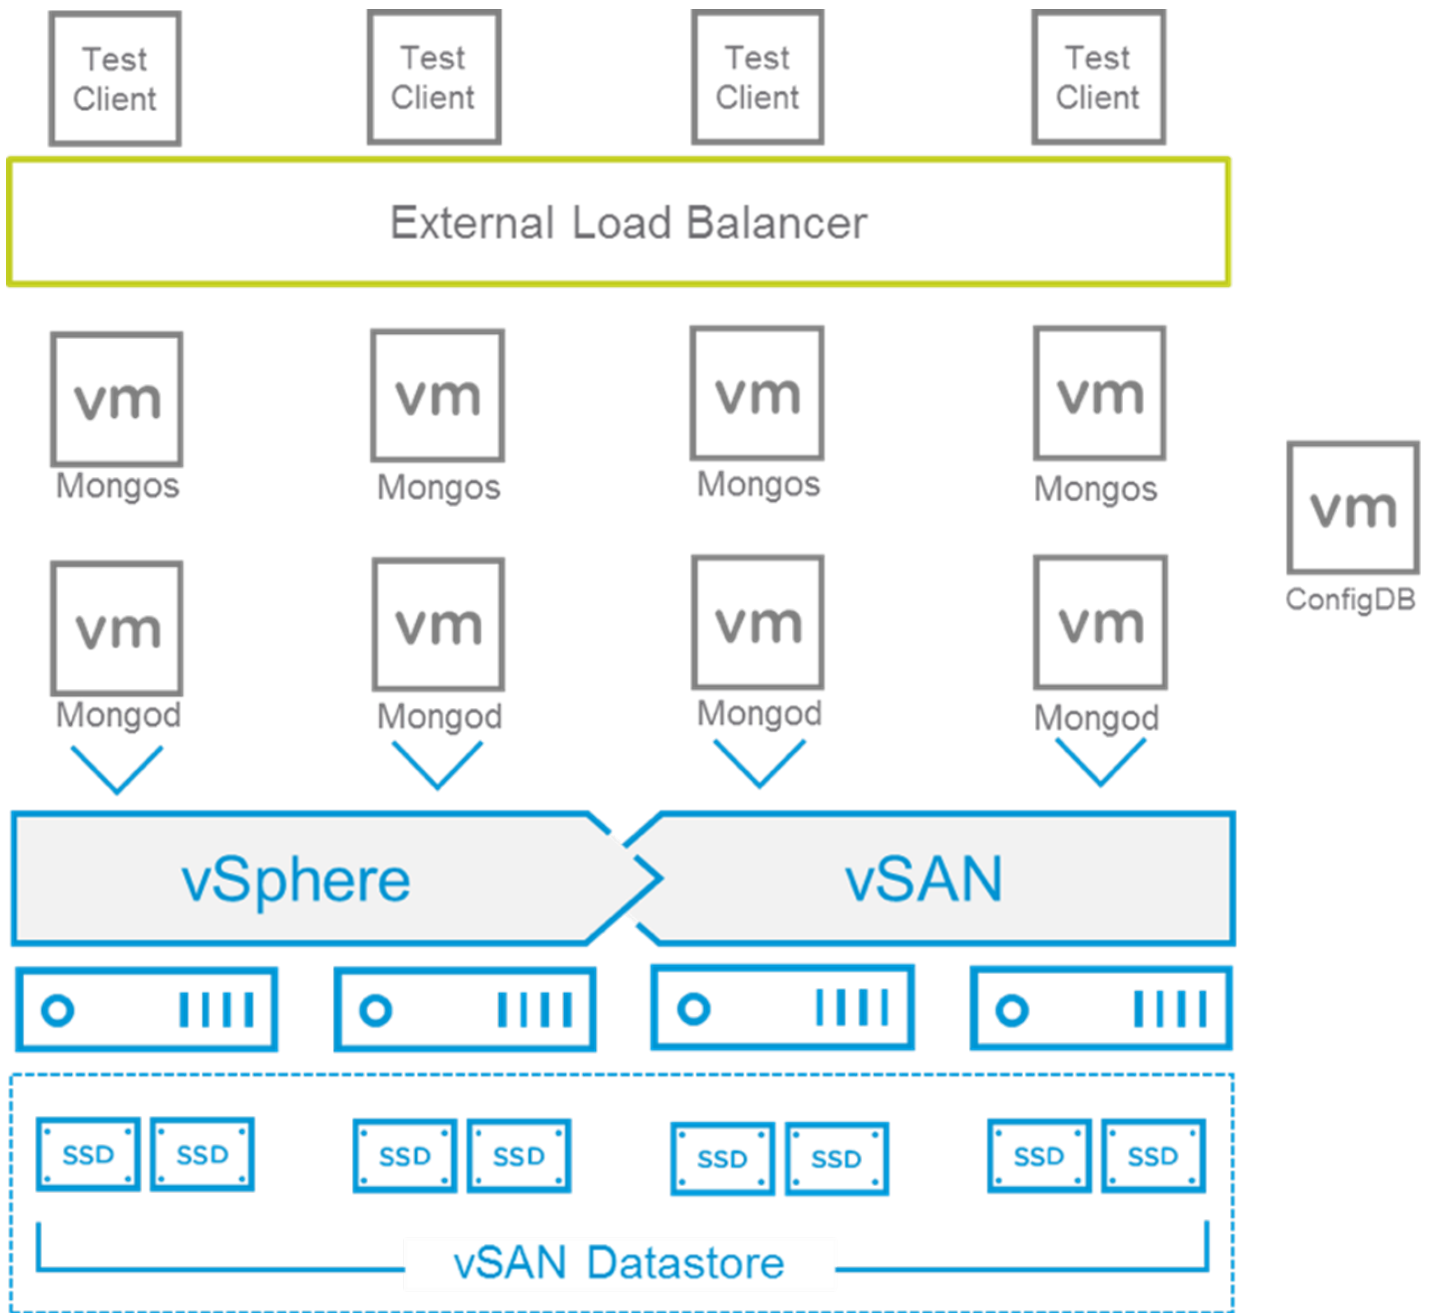 Test
Client
Test
Client
Test
Client
Test
Client
External Load Balancer
vm
Mongos
vm
Mongos
vm
Mongos
vm
Mongos
vm
ConfigDB
vm
Mongod
vm
Mongod
vm
Mongod
vm
Mongod
vSphere
vSAN
SSD
SSD
SSD
SSD
SSD
SSD
SSD
SSD
vSAN Datastore